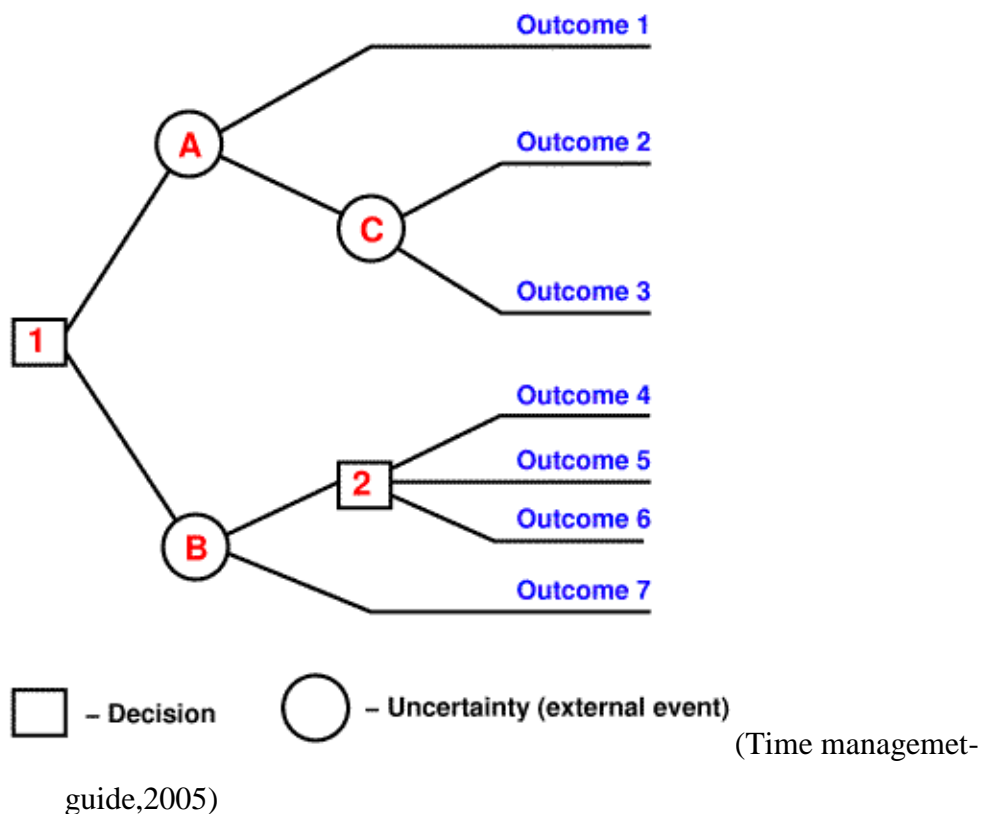 Outcome 1
A
Outcome 2
C
Outcome 3
1
Outcome 4
2
Outcome 5
Outcome 6
B
Outcome 7
– Decision
– Uncertainty (external event)
(Time managemet-
guide,2005)